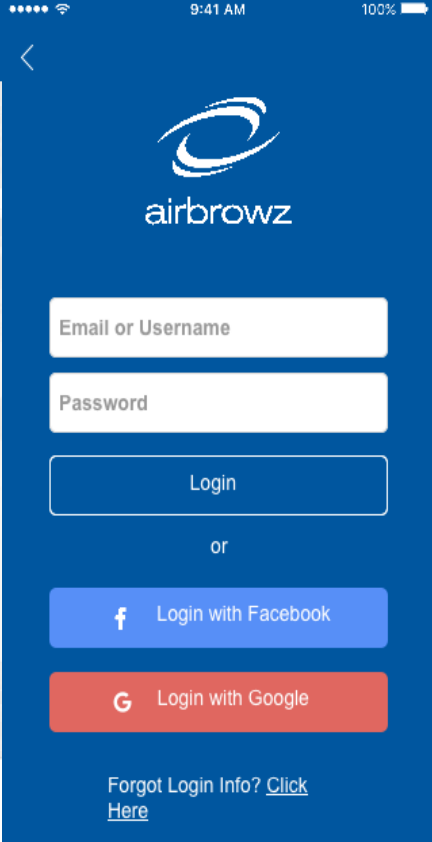 9:41 AM 100%
airbrowz
Email or Username
Password
Login
or
f Login with Facebook
G Login with Google
Forgot Login Info? Click
Here